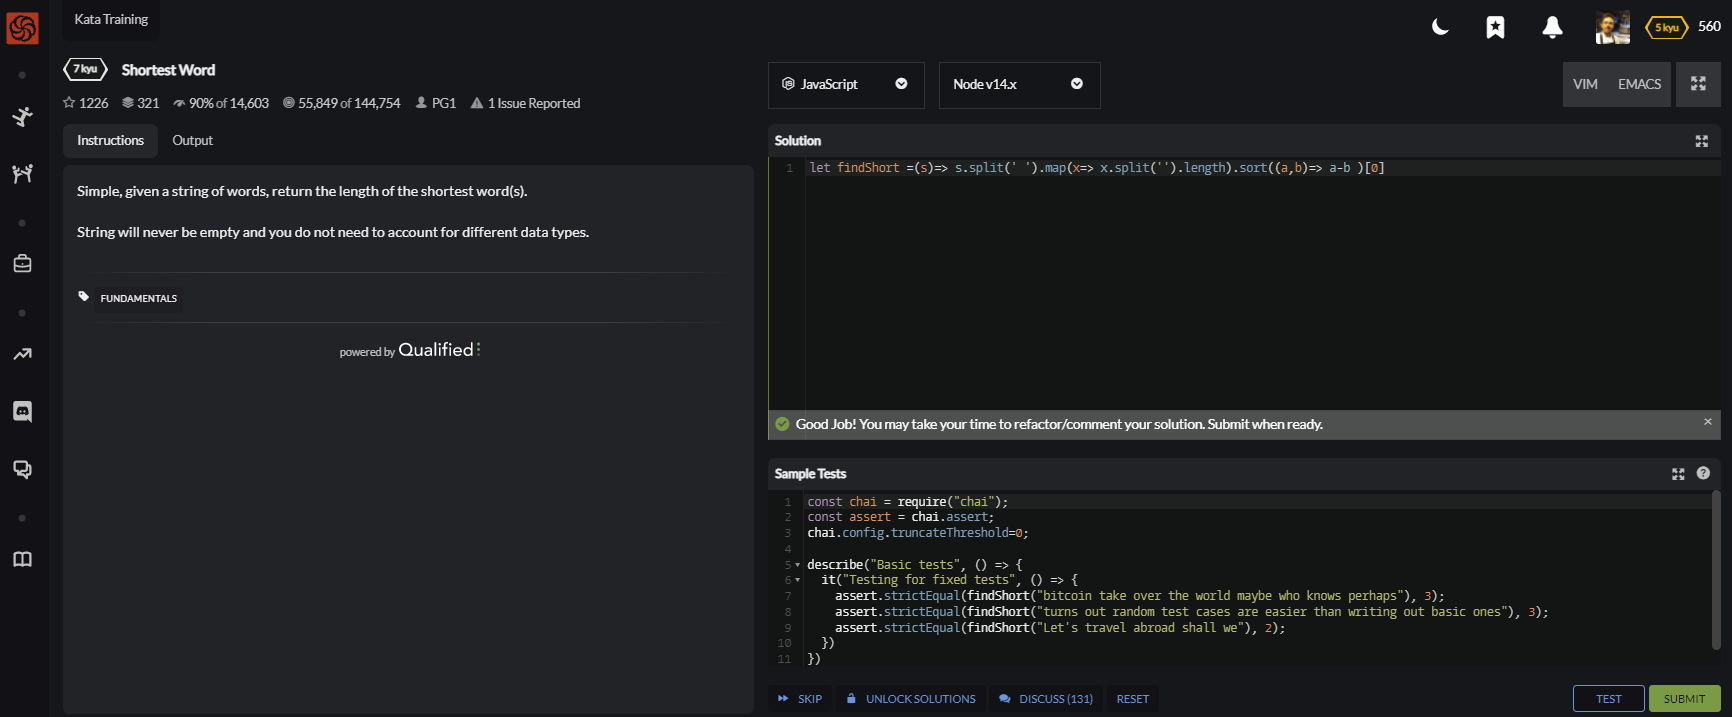 Kata Training
5 kyu 560
7 kyu Shortest Word
1226 321 90% of 14,603 55,849 of 144,754 PG1 1 Issue Reported
Instructions Output
Simple, given a string of words, return the length of the shortest word(s).
String will never be empty and you do not need to account for different data types.
FUNDAMENTALS
powered by Qualified
JavaScript Node v14.x VIM EMACS
Solution
1 let findShort =(s)=> s.split(' ').map(x=> x.split('').length).sort((a,b)=> a-b )[0]
Good Job! You may take your time to refactor/comment your solution. Submit when ready. ×
Sample Tests ?
1 const chai = require("chai");
2 const assert = chai.assert;
3 chai.config.truncateThreshold=0;
4
5 describe("Basic tests", () => {
6 it("Testing for fixed tests", () => {
7 assert.strictEqual(findShort("bitcoin take over the world maybe who knows perhaps"), 3);
8 assert.strictEqual(findShort("turns out random test cases are easier than writing out basic ones"), 3);
9 assert.strictEqual(findShort("Let's travel abroad shall we"), 2);
10 })
11 })
SKIP UNLOCK SOLUTIONS DISCUSS (131) RESET TEST SUBMIT